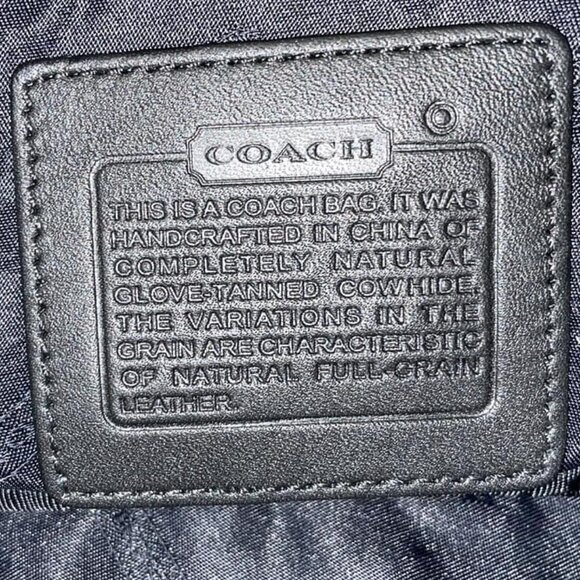 COACH
THIS IS A COACH BAG. IT WAS
HANDCRAFTED IN CHINA OF
COMPLETELY NATURAL
GLOVE-TANNED COWHIDE.
THE VARIATIONS IN THE
GRAIN ARE CHARACTERISTIC
OF NATURAL FULL-GRAIN
LEATHER.